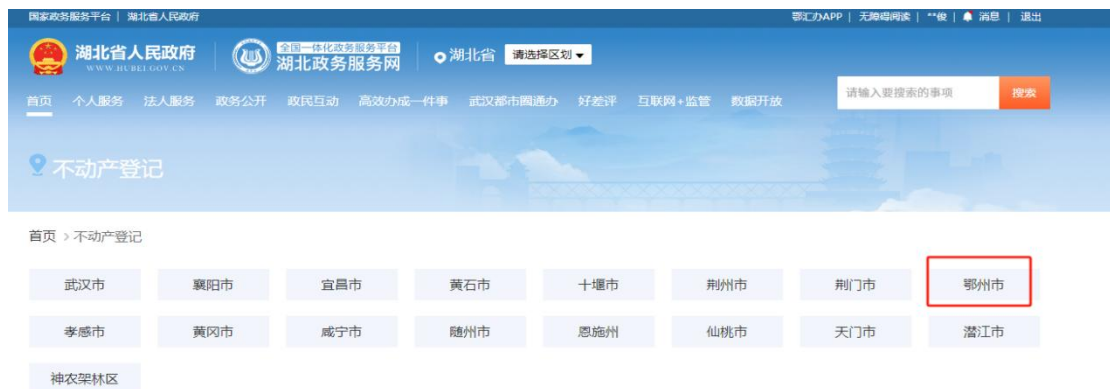 国家政务服务平台 | 湖北省人民政府 鄂汇办APP | 无障碍阅读 | **俊 | 消息 | 退出
湖北省人民政府 全国一体化政务服务平台 湖北省 请选择区划
WWW.HUBEI.GOV.CN 湖北政务服务网
首页 个人服务 法人服务 政务公开 政民互动 高效办成一件事 武汉都市圈通办 好差评 互联网+监管 数据开放 请输入要搜索的事项 搜索
不动产登记
首页 > 不动产登记
武汉市 襄阳市 宜昌市 黄石市 十堰市 荆州市 荆门市 鄂州市
孝感市 黄冈市 咸宁市 随州市 恩施州 仙桃市 天门市 潜江市
神农架林区